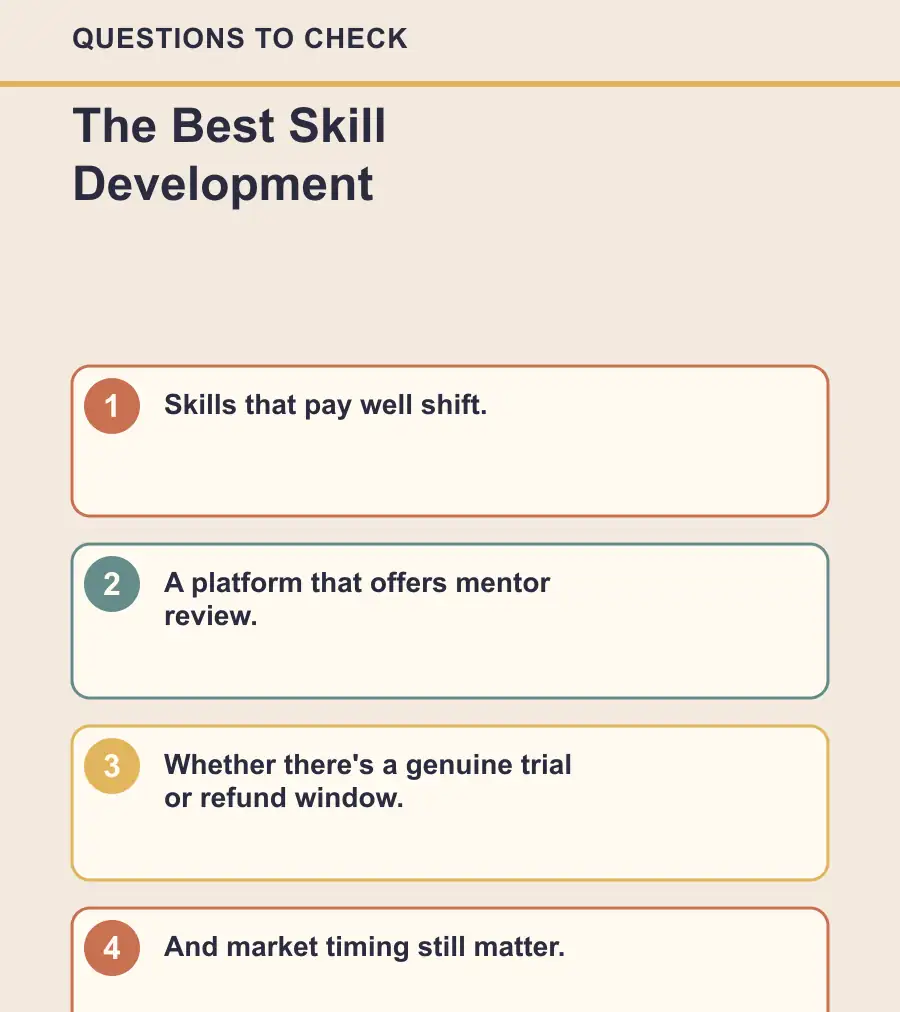 QUESTIONS TO CHECK
The Best Skill
Development
1
Skills that pay well shift.
2
A platform that offers mentor
review.
3
Whether there's a genuine trial
or refund window.
4
And market timing still matter.